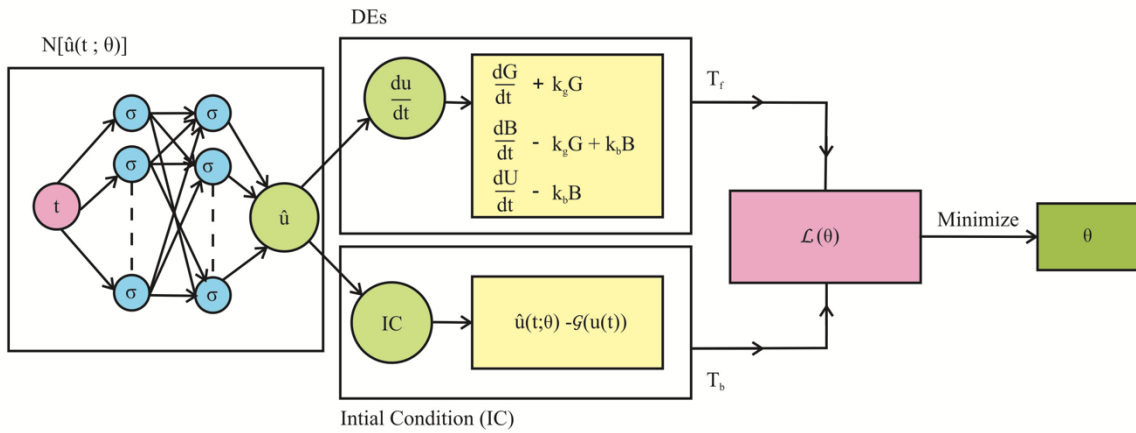 N[û(t ; θ)]
t
σ
σ
σ
σ
σ
σ
û
DEs
du/dt
dG/dt + k_gG
dB/dt - k_gG + k_bB
dU/dt - k_bB
IC
û(t;θ) -𝒢(u(t))
Intial Condition (IC)
T_f
T_b
ℒ(θ)
Minimize
θ